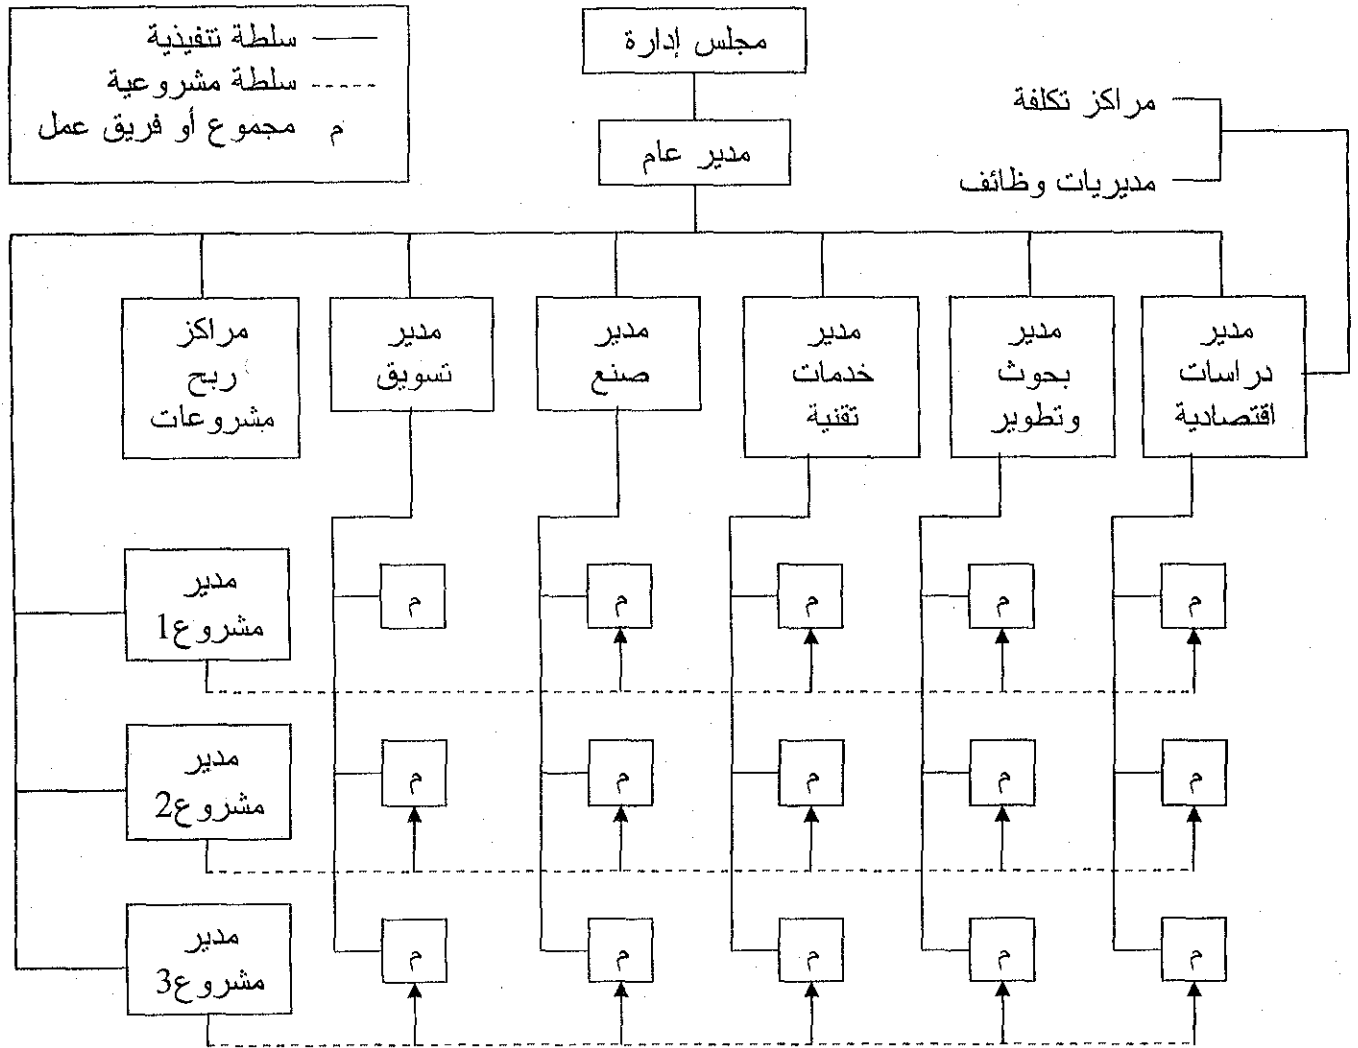 سلطة تنفيذية
سلطة مشروعية
م مجموع أو فريق عمل
مجلس إدارة
مدير عام
مراكز تكلفة
مديريات وظائف
مدير
دراسات
اقتصادية
مدير
بحوث
وتطوير
مدير
خدمات
تقنية
مدير
صنع
مدير
تسويق
مراكز
ربح
مشروعات
مدير
مشروع1
م
م
م
م
م
مدير
مشروع2
م
م
م
م
م
مدير
مشروع3
م
م
م
م
م